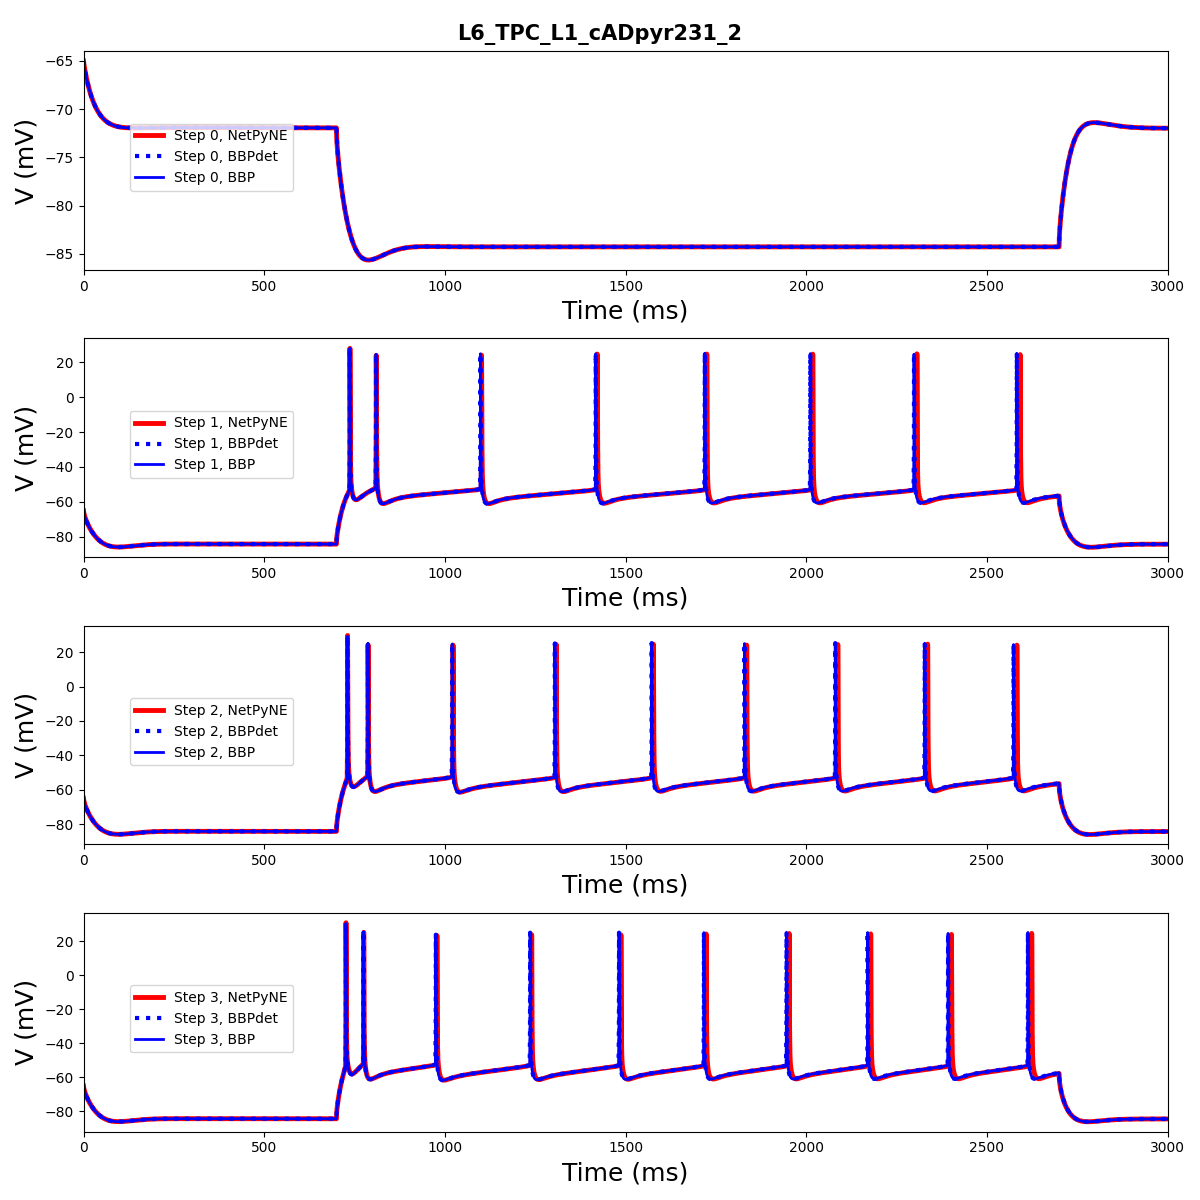 L6_TPC_L1_cADpyr231_2
−65
−70
−75
−80
−85
V (mV)
Step 0, NetPyNE
Step 0, BBPdet
Step 0, BBP
0 500 1000 1500 2000 2500 3000
Time (ms)
20
0
−20
−40
−60
−80
V (mV)
Step 1, NetPyNE
Step 1, BBPdet
Step 1, BBP
0 500 1000 1500 2000 2500 3000
Time (ms)
20
0
−20
−40
−60
−80
V (mV)
Step 2, NetPyNE
Step 2, BBPdet
Step 2, BBP
0 500 1000 1500 2000 2500 3000
Time (ms)
20
0
−20
−40
−60
−80
V (mV)
Step 3, NetPyNE
Step 3, BBPdet
Step 3, BBP
0 500 1000 1500 2000 2500 3000
Time (ms)